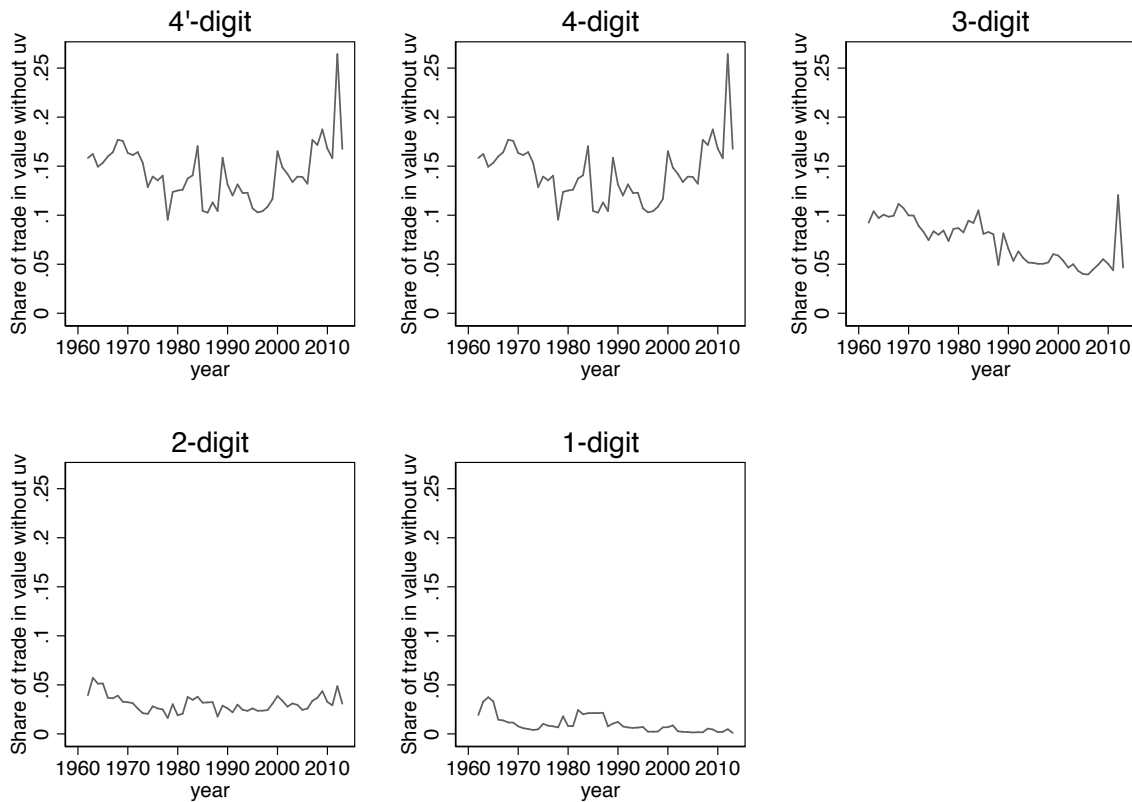 4'-digit
Share of trade in value without uv
0 .05 .1 .15 .2 .25
1960 1970 1980 1990 2000 2010
year
4-digit
Share of trade in value without uv
0 .05 .1 .15 .2 .25
1960 1970 1980 1990 2000 2010
year
3-digit
Share of trade in value without uv
0 .05 .1 .15 .2 .25
1960 1970 1980 1990 2000 2010
year
2-digit
Share of trade in value without uv
0 .05 .1 .15 .2 .25
1960 1970 1980 1990 2000 2010
year
1-digit
Share of trade in value without uv
0 .05 .1 .15 .2 .25
1960 1970 1980 1990 2000 2010
year